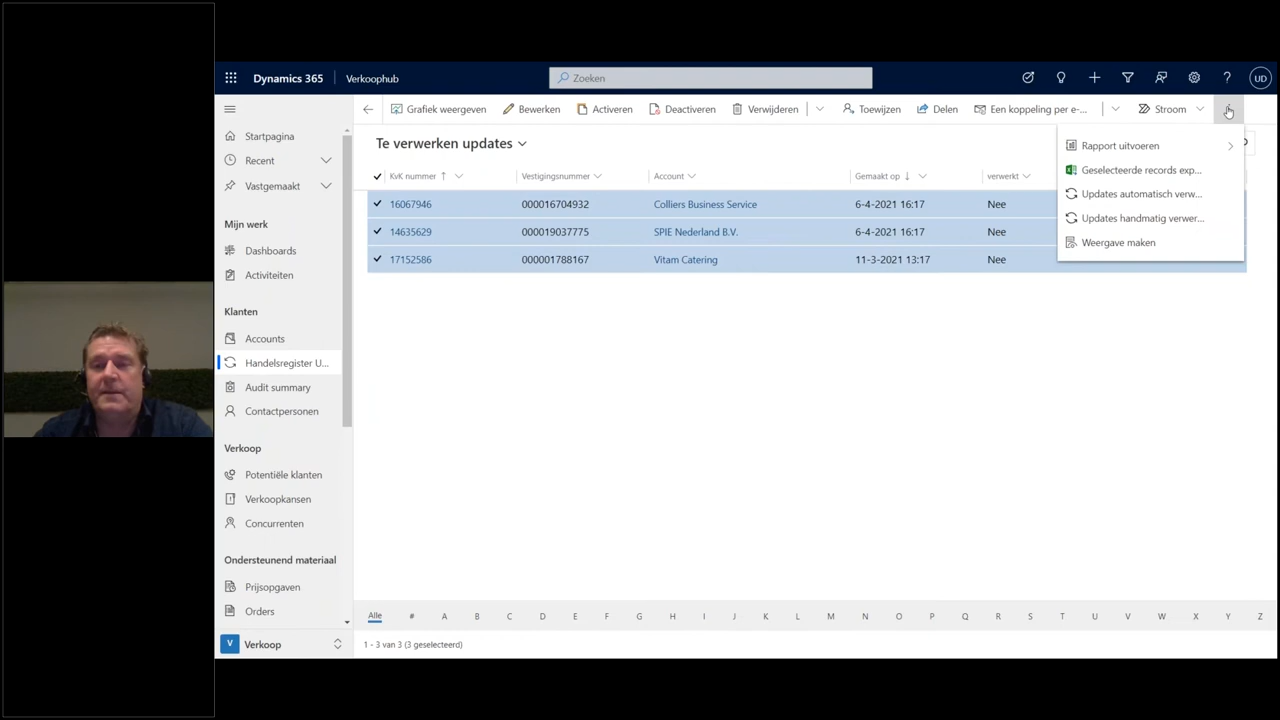 Dynamics 365 Verkoophub Zoeken UD
Grafiek weergeven Bewerken Activeren Deactiveren Verwijderen Toewijzen Delen Een koppeling per e-... Stroom
Te verwerken updates
KvK nummer Vestigingsnummer Account Gemaakt op verwerkt
16067946 000016704932 Colliers Business Service 6-4-2021 16:17 Nee
14635629 000019037775 SPIE Nederland B.V. 6-4-2021 16:17 Nee
17152586 000001788167 Vitam Catering 11-3-2021 13:17 Nee
Rapport uitvoeren
Geselecteerde records exp...
Updates automatisch verw...
Updates handmatig verwer...
Weergave maken
Startpagina
Recent
Vastgemaakt
Mijn werk
Dashboards
Activiteiten
Klanten
Accounts
Handelsregister U...
Audit summary
Contactpersonen
Verkoop
Potentiële klanten
Verkoopkansen
Concurrenten
Ondersteunend materiaal
Prijsopgaven
Orders
V Verkoop
Alle # A B C D E F G H I J K L M N O P Q R S T U V W X Y Z
1 - 3 van 3 (3 geselecteerd)